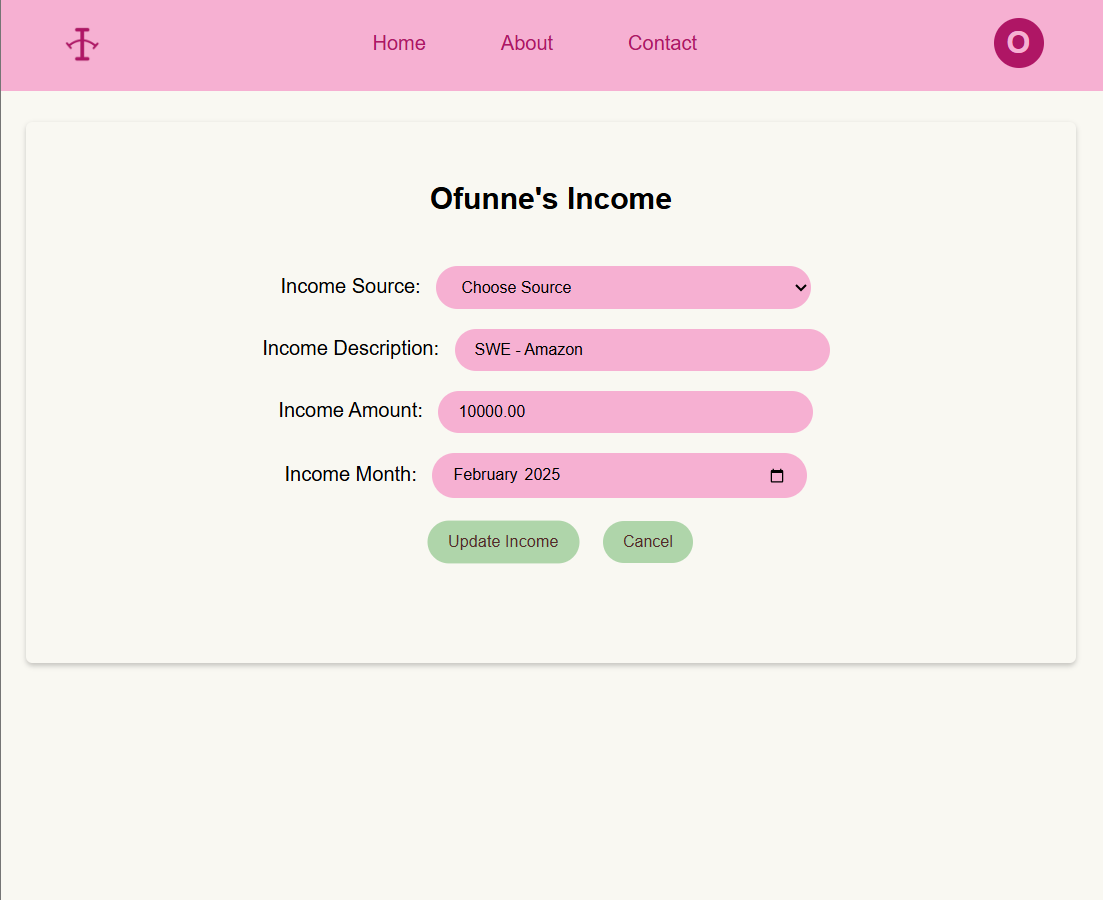 Home About Contact O
Ofunne's Income
Income Source: Choose Source
Income Description: SWE - Amazon
Income Amount: 10000.00
Income Month: February 2025
Update Income Cancel